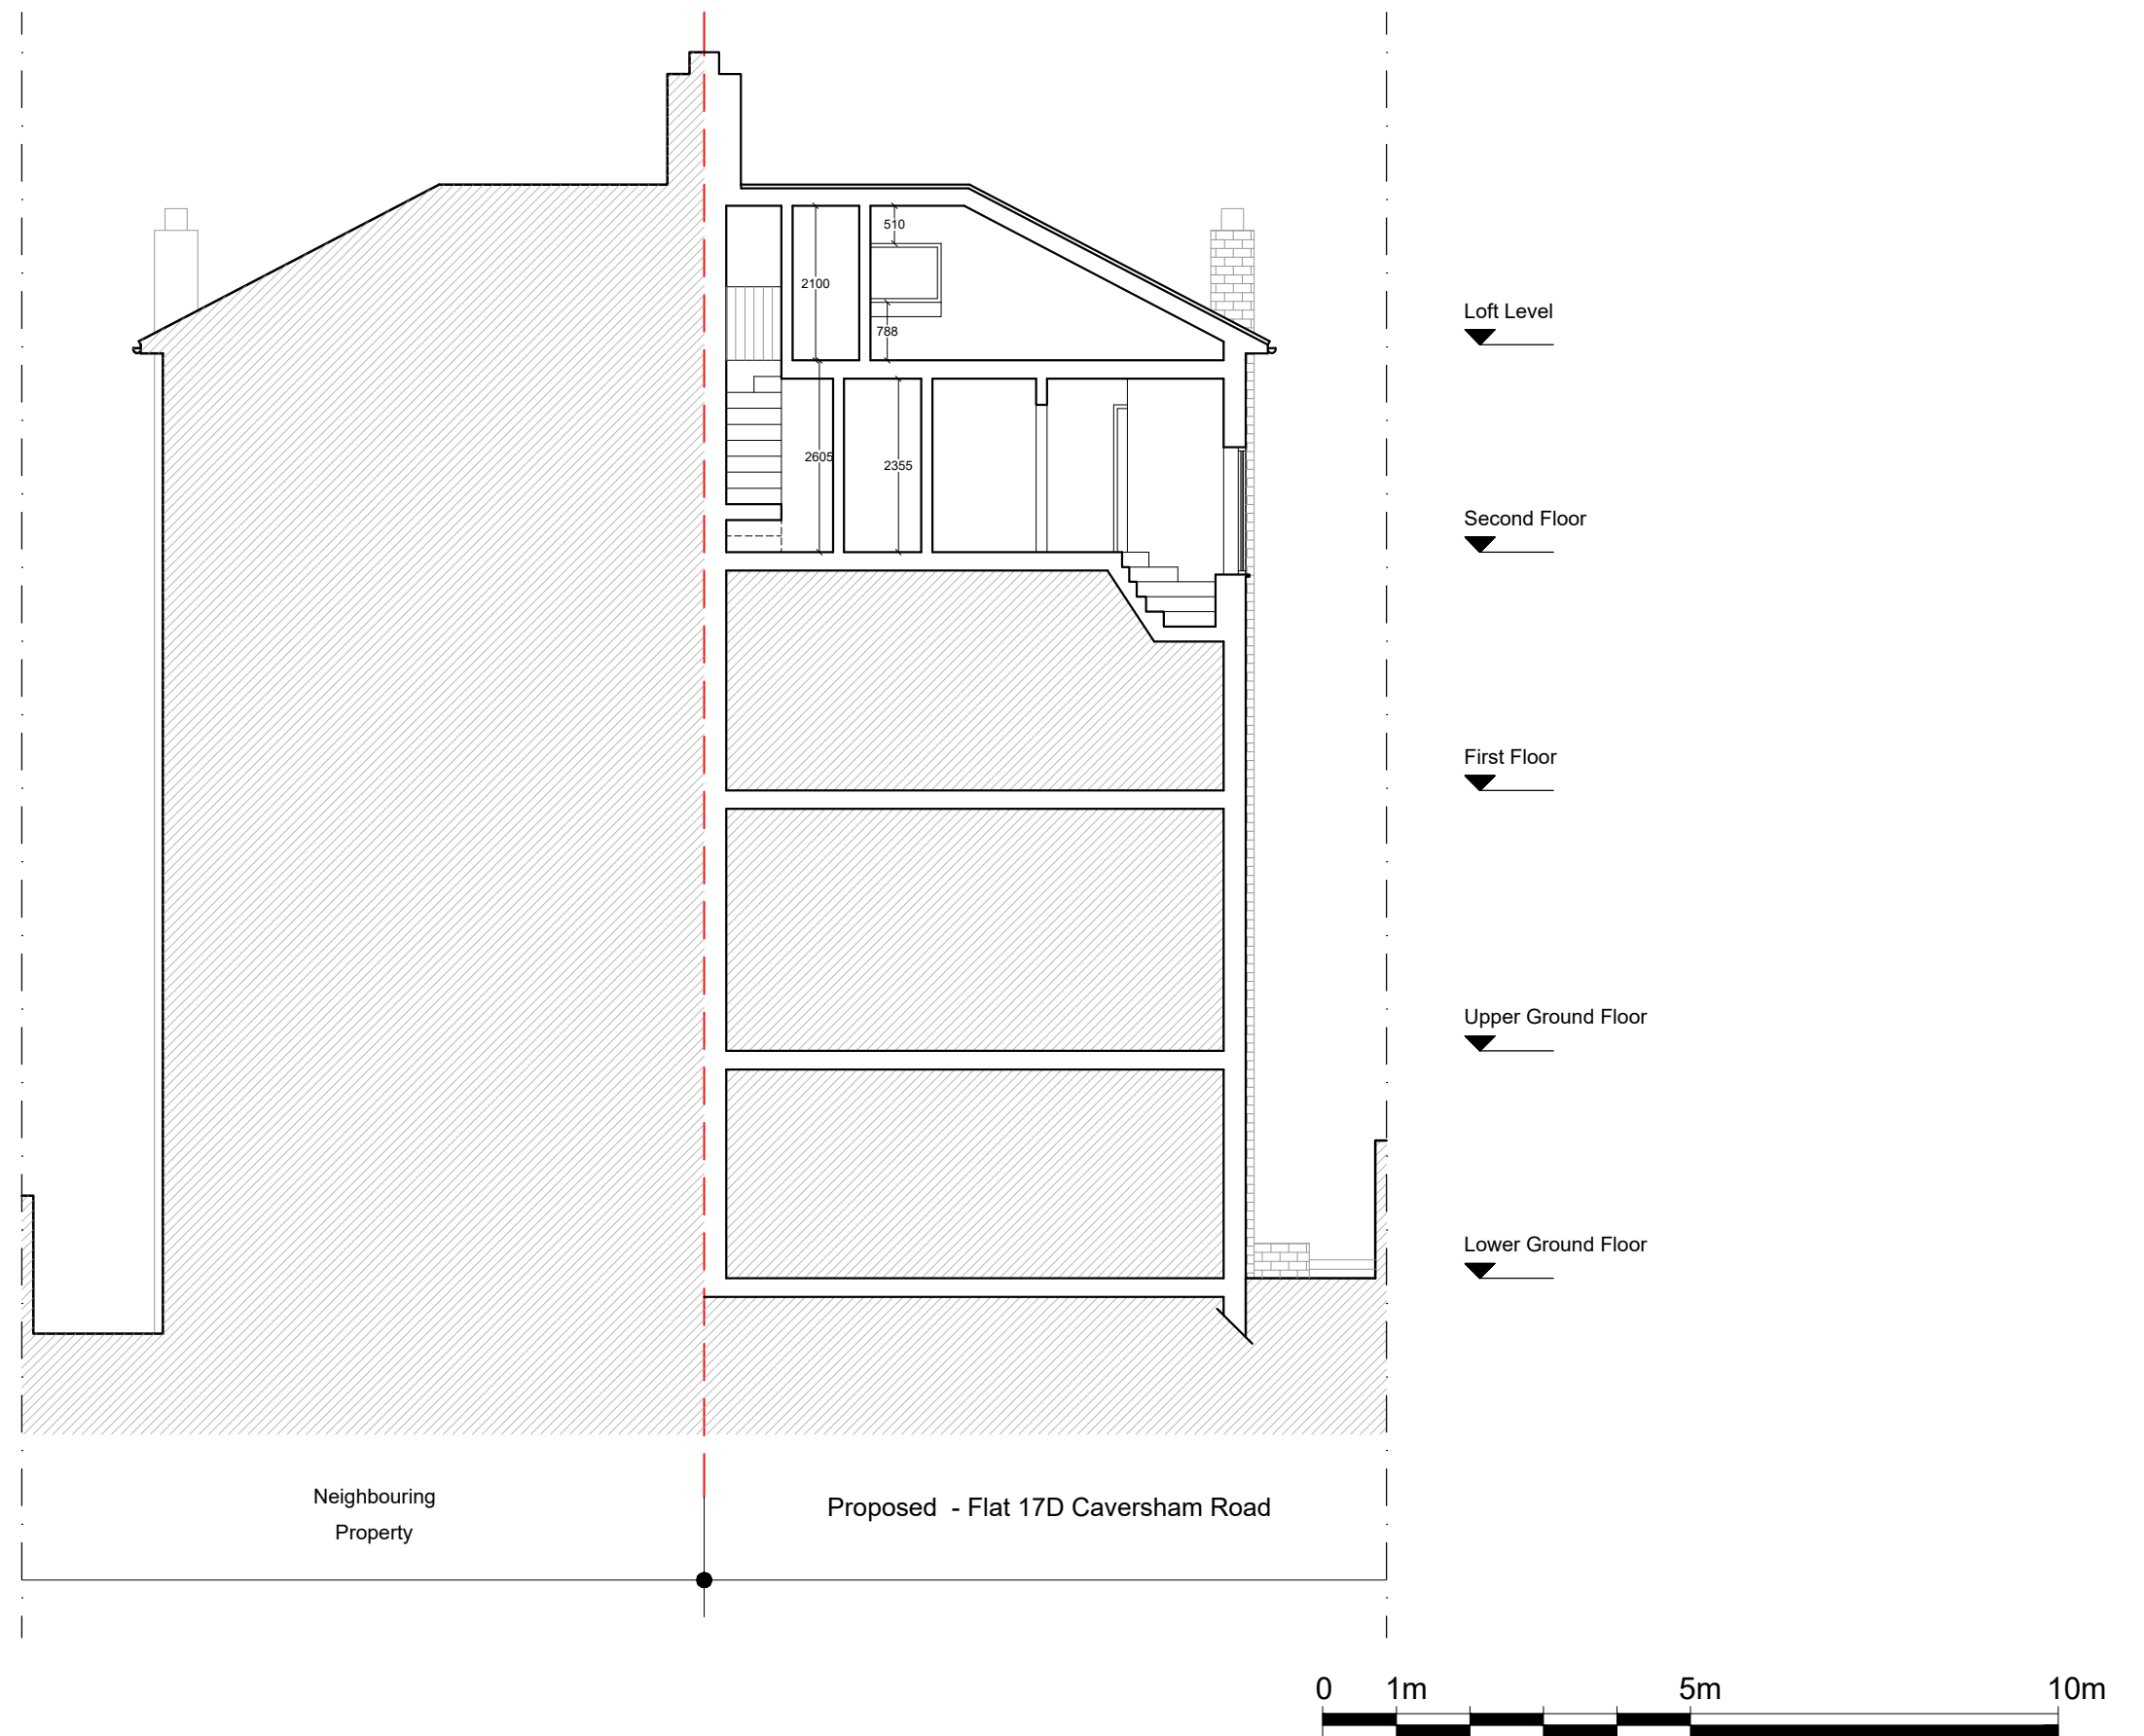 510
2100
788
Loft Level
2605
2355
Second Floor
First Floor
Upper Ground Floor
Lower Ground Floor
Neighbouring
Property
Proposed - Flat 17D Caversham Road
0 1m 5m 10m